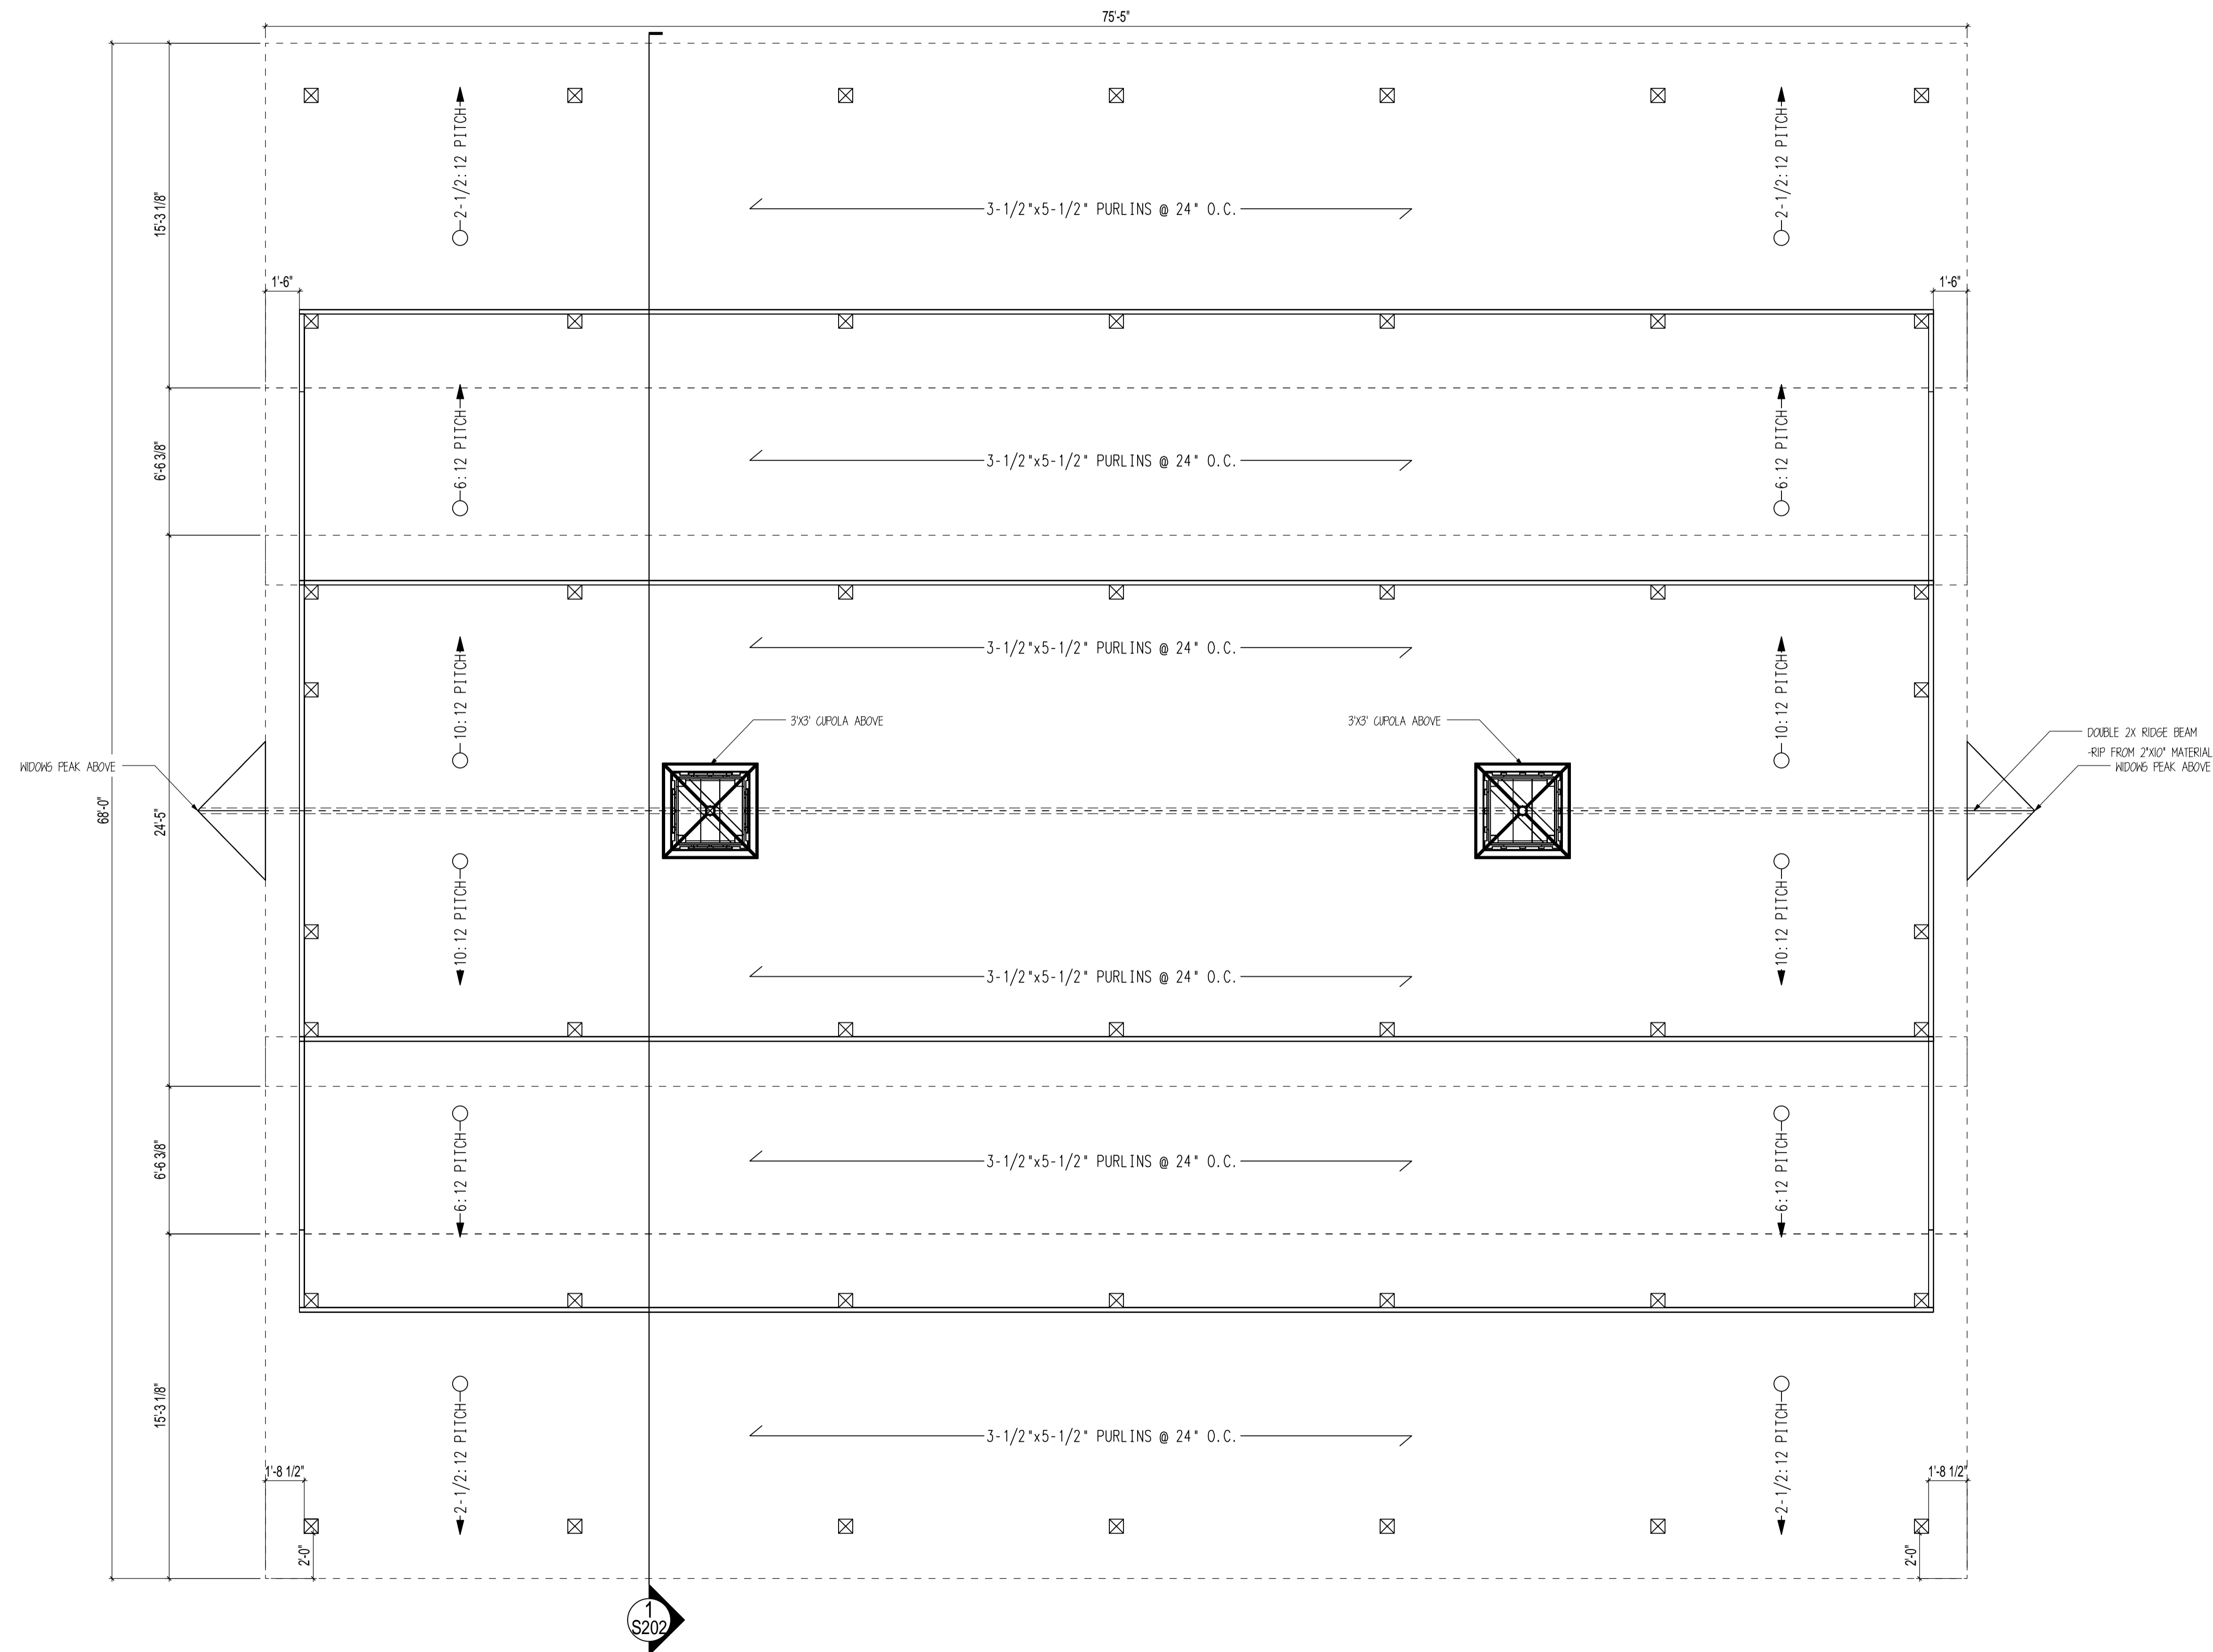 75'-5"
2-1/2:12 PITCH
2-1/2:12 PITCH
15'-3 1/8"
3-1/2"x5-1/2" PURLINS @ 24" O.C.
1'-6"
1'-6"
6:12 PITCH
6:12 PITCH
6'-6 3/8"
3-1/2"x5-1/2" PURLINS @ 24" O.C.
3-1/2"x5-1/2" PURLINS @ 24" O.C.
10:12 PITCH
10:12 PITCH
3'X3' CUPOLA ABOVE
3'X3' CUPOLA ABOVE
DOUBLE 2X RIDGE BEAM
-RIP FROM 2"X10" MATERIAL
WIDOWS PEAK ABOVE
WIDOWS PEAK ABOVE
68'-0"
24'-5"
10:12 PITCH
10:12 PITCH
3-1/2"x5-1/2" PURLINS @ 24" O.C.
6'-6 3/8"
6:12 PITCH
6:12 PITCH
3-1/2"x5-1/2" PURLINS @ 24" O.C.
15'-3 1/8"
2-1/2:12 PITCH
2-1/2:12 PITCH
3-1/2"x5-1/2" PURLINS @ 24" O.C.
1'-8 1/2"
1'-8 1/2"
2'-0"
2'-0"
1
S202